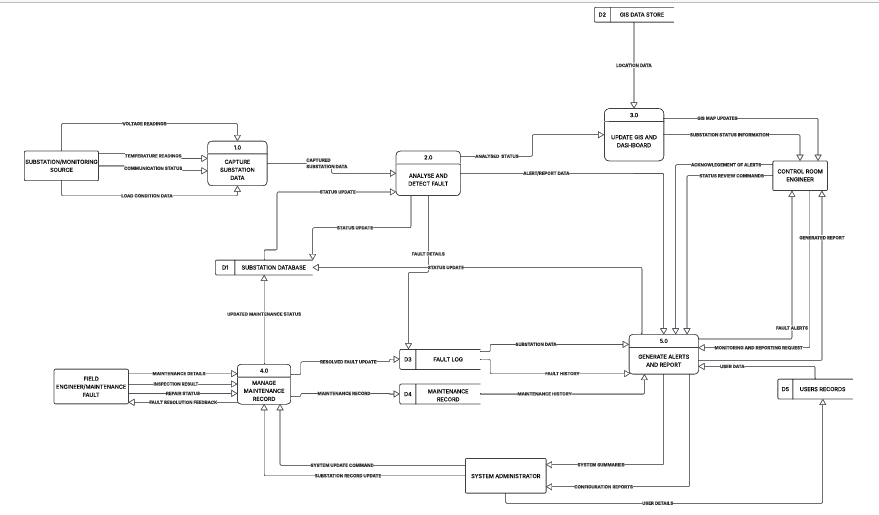 D2 GIS DATA STORE
LOCATION DATA
3.0
UPDATE GIS AND
DASHBOARD
GIS MAP UPDATES
SUBSTATION STATUS INFORMATION
VOLTAGE READINGS
SUBSTATION/MONITORING
SOURCE
TEMPERATURE READINGS
COMMUNICATION STATUS
LOAD CONDITION DATA
1.0
CAPTURE
SUBSTATION
DATA
CAPTURED
SUBSTATION DATA
2.0
ANALYSE AND
DETECT FAULT
ANALYSED STATUS
ALERT/REPORT DATA
ACKNOWLEDGEMENT OF ALERTS
STATUS REVIEW COMMANDS
CONTROL ROOM
ENGINEER
STATUS UPDATE
STATUS UPDATE
FAULT DETAILS
GENERATED REPORT
D1 SUBSTATION DATABASE
STATUS UPDATE
UPDATED MAINTENANCE STATUS
FAULT ALERTS
5.0
GENERATE ALERTS
AND REPORT
MONITORING AND REPORTING REQUEST
USER DATA
SUBSTATION DATA
D3 FAULT LOG
FAULT HISTORY
RESOLVED FAULT UPDATE
FIELD
ENGINEER/MAINTENANCE
FAULT
MAINTENANCE DETAILS
INSPECTION RESULT
REPAIR STATUS
FAULT RESOLUTION FEEDBACK
4.0
MANAGE
MAINTENANCE
RECORD
MAINTENANCE RECORD
D4 MAINTENANCE
RECORD
MAINTENANCE HISTORY
D5 USERS RECORDS
SYSTEM UPDATE COMMAND
SUBSTATION RECORD UPDATE
SYSTEM ADMINISTRATOR
SYSTEM SUMMARIES
CONFIGURATION REPORTS
USER DETAILS